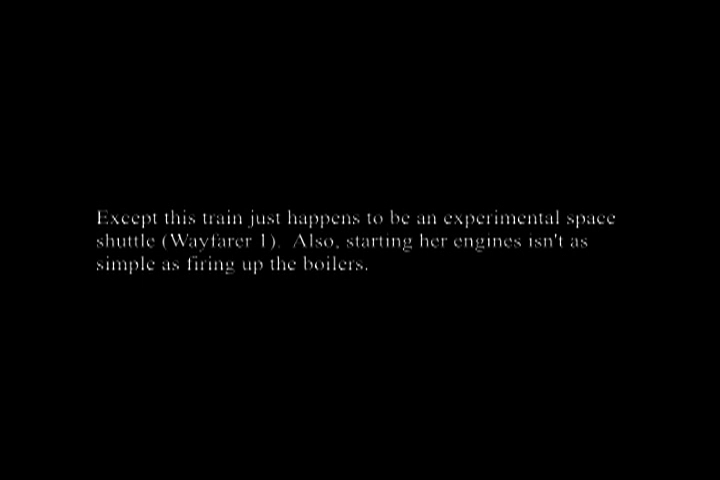 Except this train just happens to be an experimental space
shuttle (Wayfarer 1).  Also, starting her engines isn't as
simple as firing up the boilers.